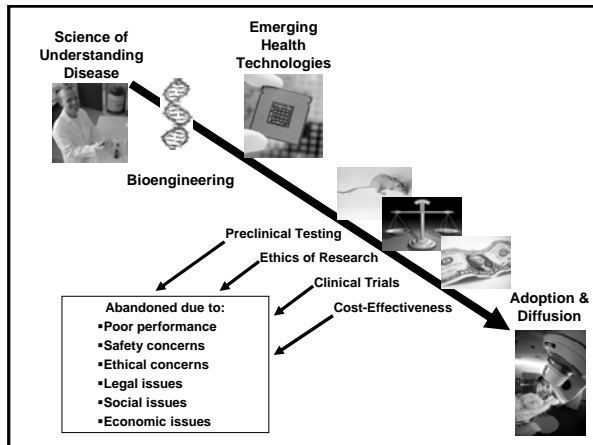 Science of
Understanding
Disease
Emerging
Health
Technologies
Bioengineering
Preclinical Testing
Ethics of Research
Clinical Trials
Cost-Effectiveness
Adoption &
Diffusion
Abandoned due to:
▪Poor performance
▪Safety concerns
▪Ethical concerns
▪Legal issues
▪Social issues
▪Economic issues